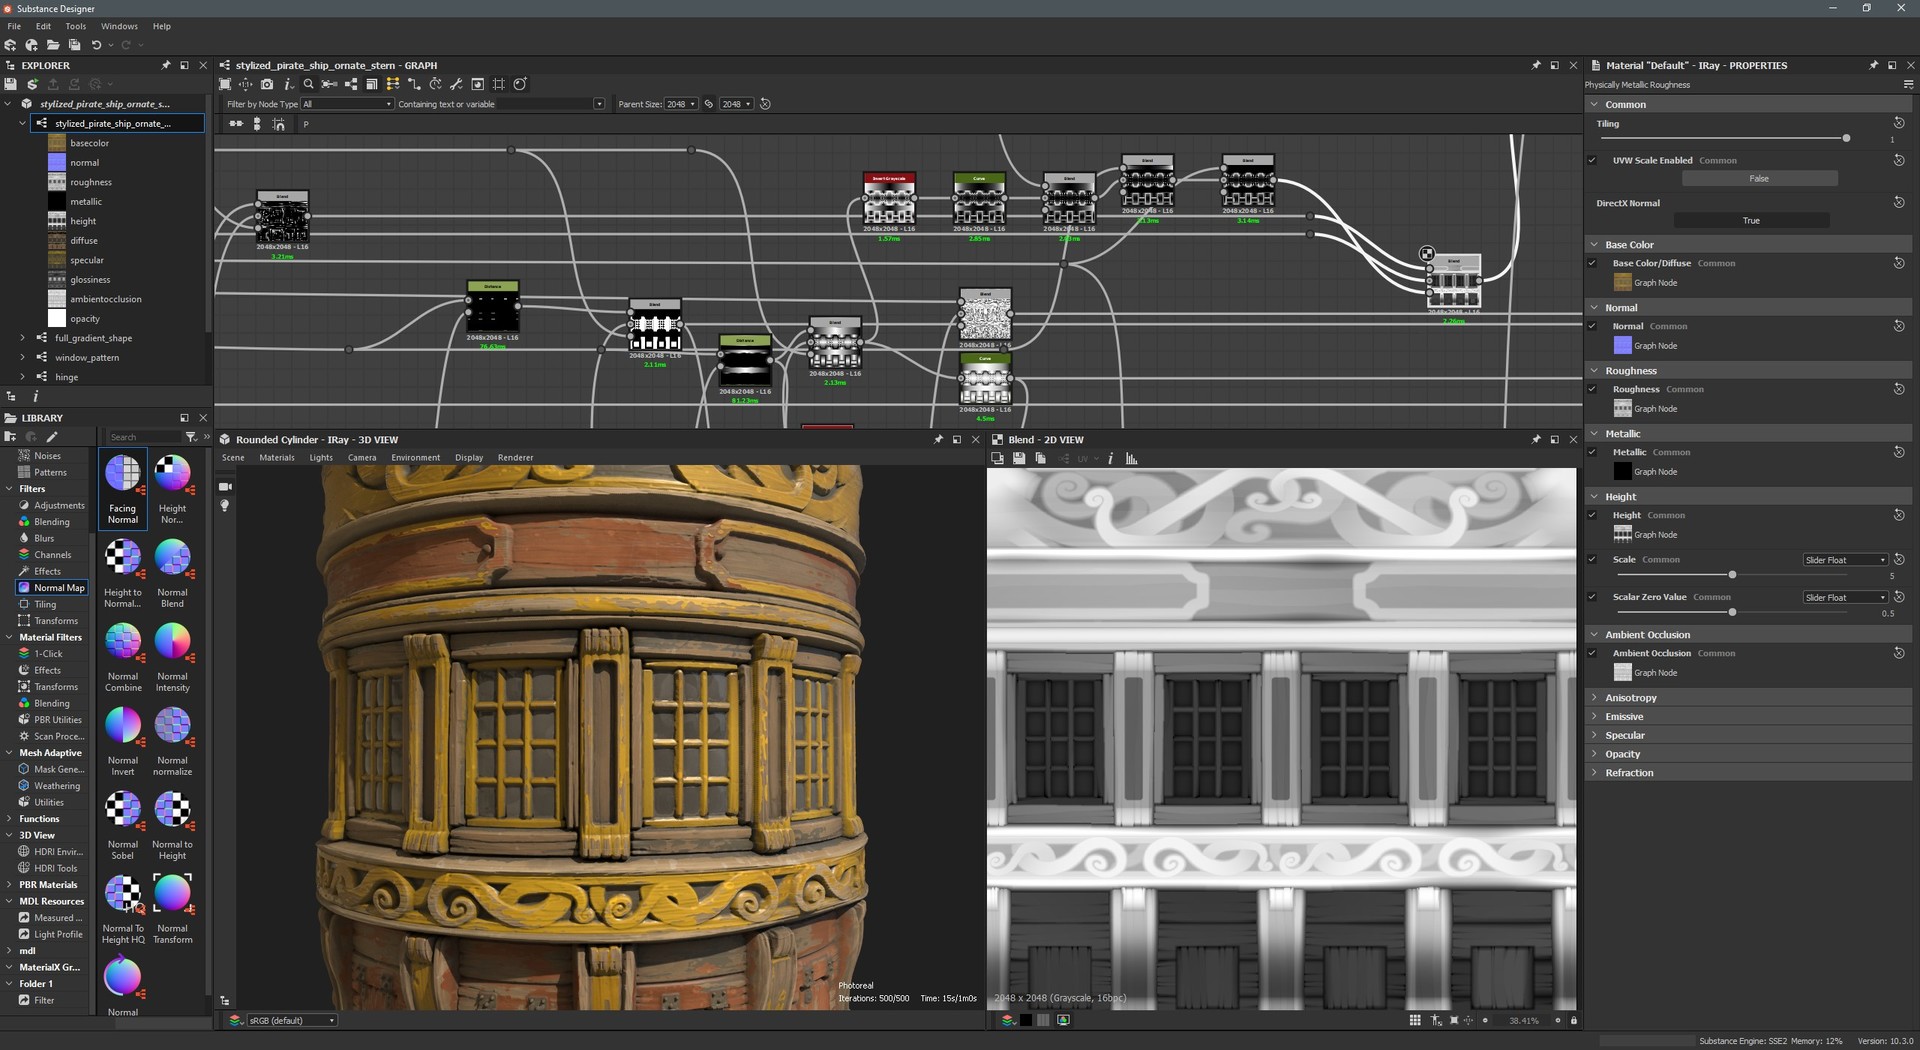 Substance Designer
File Edit Tools Windows Help
EXPLORER
stylized_pirate_ship_ornate_s...
stylized_pirate_ship_ornate_...
basecolor
normal
roughness
metallic
height
diffuse
specular
glossiness
ambientocclusion
opacity
full_gradient_shape
window_pattern
hinge
LIBRARY
Search
Noises
Patterns
Filters
Adjustments
Blending
Blurs
Channels
Effects
Normal Map
Tiling
Transforms
Material Filters
1-Click
Effects
Transforms
Blending
PBR Utilities
Scan Proce...
Mesh Adaptive
Mask Gene...
Weathering
Utilities
Functions
3D View
HDRI Envir...
HDRI Tools
PBR Materials
MDL Resources
Measured ...
Light Profile
mdl
MaterialX Gr...
Folder 1
Filter
Facing Normal
Height Nor...
Height to Normal...
Normal Blend
Normal Combine
Normal Intensity
Normal Invert
Normal normalize
Normal Sobel
Normal to Height
Normal To Height HQ
Normal Transform
Normal
stylized_pirate_ship_ornate_stern - GRAPH
Filter by Node Type All Containing text or variable Parent Size: 2048 2048
P
Blend
2048x2048 - L16
3.21ms
Distance
2048x2048 - L16
76.63ms
Blend
2048x2048 - L16
2.11ms
Distance
2048x2048 - L16
81.23ms
Blend
2048x2048 - L16
2.13ms
Invert Grayscale
2048x2048 - L16
1.57ms
Curve
2048x2048 - L16
2.85ms
Blend
2048x2048 - L16
Blend
2048x2048 - L16
Blend
2048x2048 - L16
3.14ms
Blend
2048x2048 - L16
Curve
2048x2048 - L16
4.5ms
Blend
2048x2048 - L16
2.26ms
Rounded Cylinder - IRay - 3D VIEW
Scene Materials Lights Camera Environment Display Renderer
Photoreal
Iterations: 500/500 Time: 15s/1m0s
sRGB (default)
Blend - 2D VIEW
UV
2048 x 2048 (Grayscale, 16bpc)
38.41%
Material "Default" - IRay - PROPERTIES
Physically Metallic Roughness
Common
Tiling
1
UVW Scale Enabled Common
False
DirectX Normal
True
Base Color
Base Color/Diffuse Common
Graph Node
Normal
Normal Common
Graph Node
Roughness
Roughness Common
Graph Node
Metallic
Metallic Common
Graph Node
Height
Height Common
Graph Node
Scale Common Slider Float
5
Scalar Zero Value Common Slider Float
0.5
Ambient Occlusion
Ambient Occlusion Common
Graph Node
Anisotropy
Emissive
Specular
Opacity
Refraction
Substance Engine: SSE2 Memory: 12% Version: 10.3.0